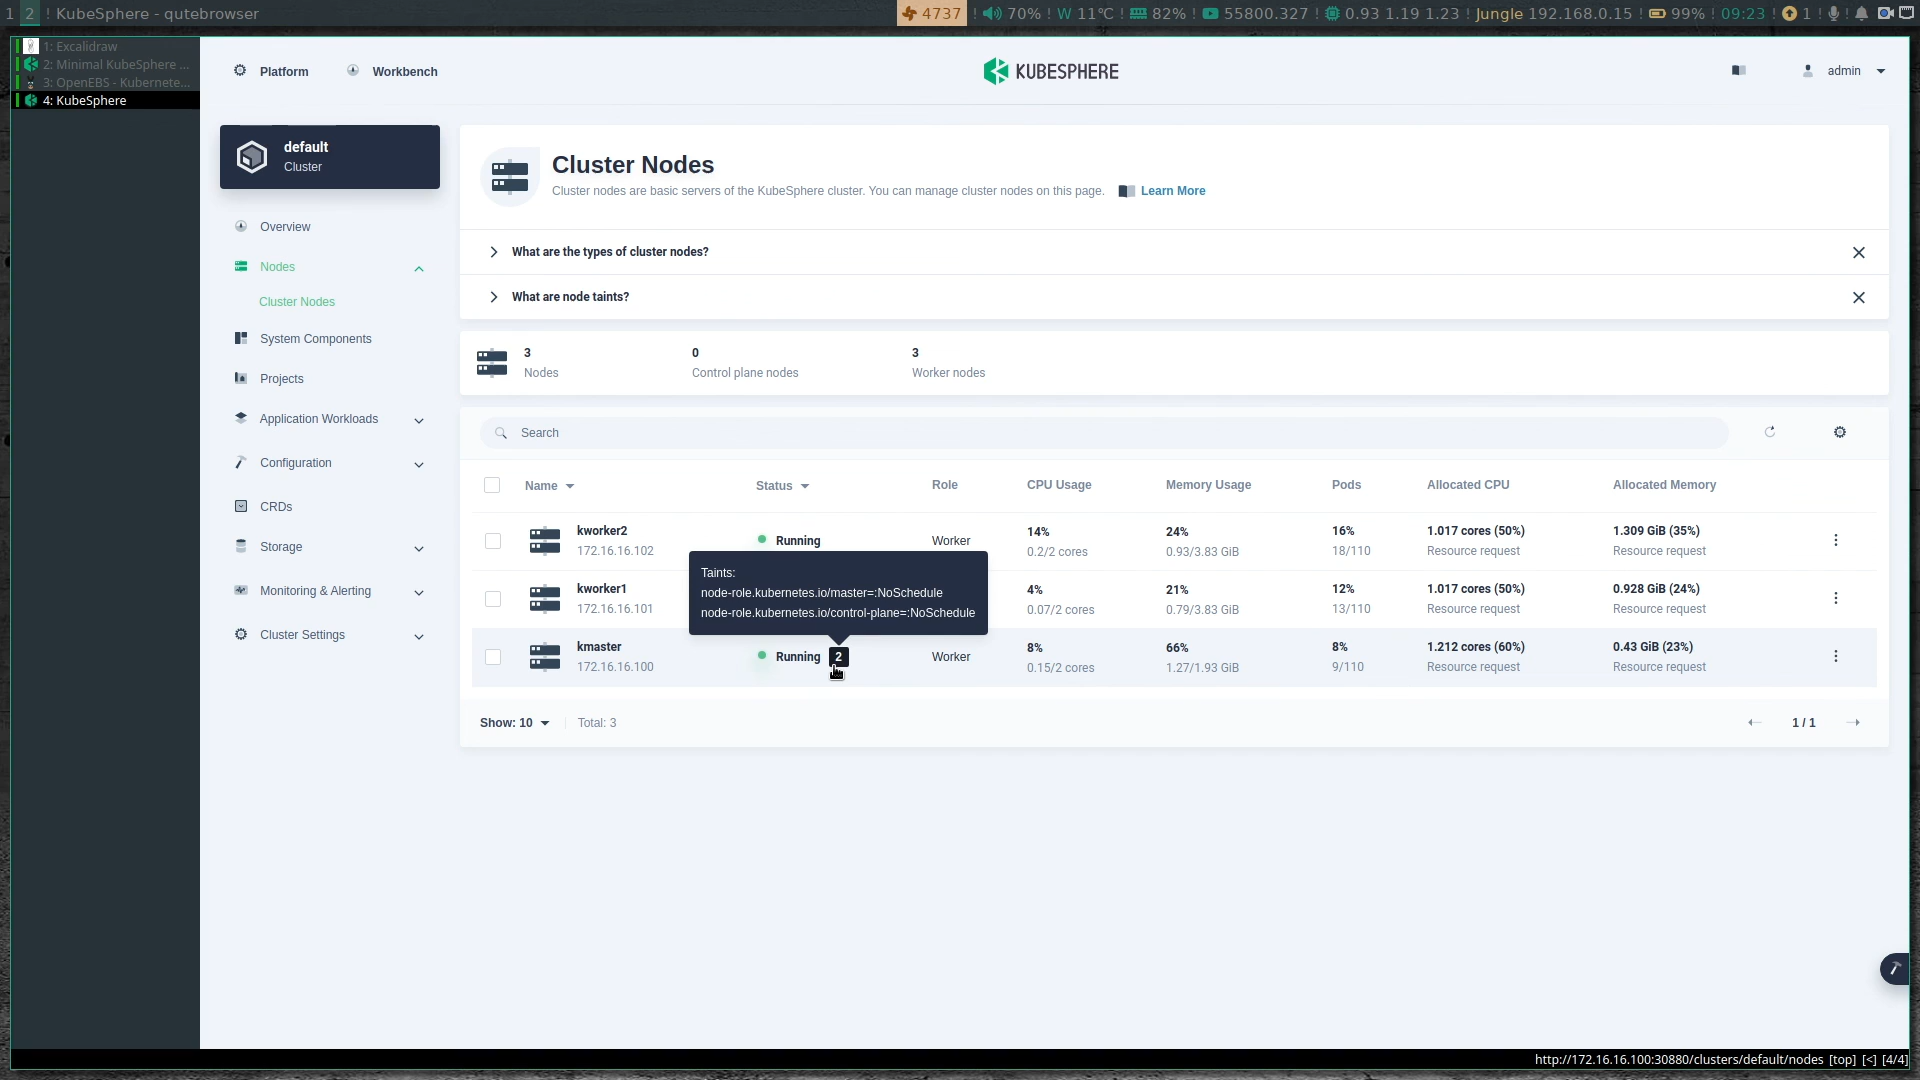 1 2 ! KubeSphere - qutebrowser
4737 ! 70% ! W 11℃ ! 82% ! 55800.327 ! 0.93 1.19 1.23 ! Jungle 192.168.0.15 ! 99% ! 09:23 ! 1 ! ! !
1: Excalidraw
2: Minimal KubeSphere ...
3: OpenEBS - Kubernete...
4: KubeSphere
Platform
Workbench
KUBESPHERE
admin
default
Cluster
Overview
Nodes
Cluster Nodes
System Components
Projects
Application Workloads
Configuration
CRDs
Storage
Monitoring & Alerting
Cluster Settings
Cluster Nodes
Cluster nodes are basic servers of the KubeSphere cluster. You can manage cluster nodes on this page. Learn More
What are the types of cluster nodes?
What are node taints?
3 0 3
Nodes Control plane nodes Worker nodes
Search
Name Status Role CPU Usage Memory Usage Pods Allocated CPU Allocated Memory
kworker2 14% 24% 16% 1.017 cores (50%) 1.309 GiB (35%)
Running Worker
172.16.16.102 0.2/2 cores 0.93/3.83 GiB 18/110 Resource request Resource request
Taints:
node-role.kubernetes.io/master=:NoSchedule
node-role.kubernetes.io/control-plane=:NoSchedule
kworker1 4% 21% 12% 1.017 cores (50%) 0.928 GiB (24%)
172.16.16.101 0.07/2 cores 0.79/3.83 GiB 13/110 Resource request Resource request
kmaster 8% 66% 8% 1.212 cores (60%) 0.43 GiB (23%)
Running 2 Worker
172.16.16.100 0.15/2 cores 1.27/1.93 GiB 9/110 Resource request Resource request
Show: 10 Total: 3 1 / 1
http://172.16.16.100:30880/clusters/default/nodes [top] [<] [4/4]